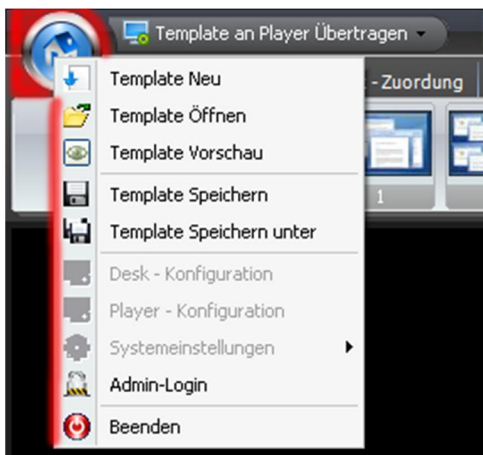 Template an Player Übertragen
Template Neu
- Zuordung
Template Öffnen
Template Vorschau
Template Speichern
1
Template Speichern unter
Desk - Konfiguration
Player - Konfiguration
Systemeinstellungen
Admin-Login
Beenden